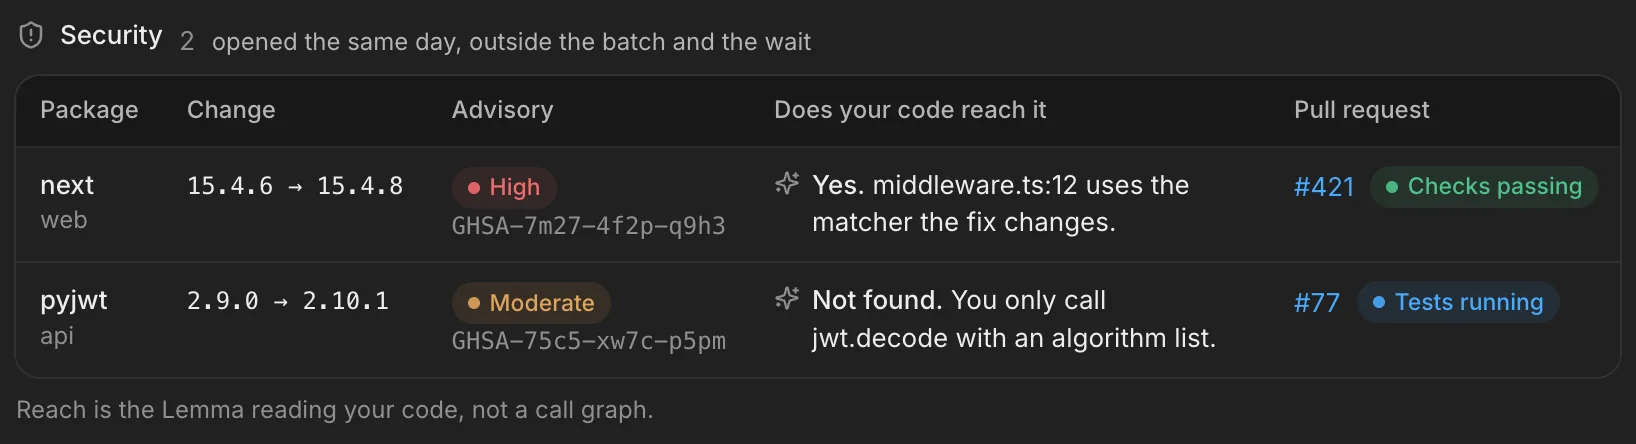 Security 2 opened the same day, outside the batch and the wait
Package Change Advisory Does your code reach it Pull request
next 15.4.6 → 15.4.8 High Yes. middleware.ts:12 uses the #421 Checks passing
web GHSA-7m27-4f2p-q9h3 matcher the fix changes.
pyjwt 2.9.0 → 2.10.1 Moderate Not found. You only call #77 Tests running
api GHSA-75c5-xw7c-p5pm jwt.decode with an algorithm list.
Reach is the Lemma reading your code, not a call graph.